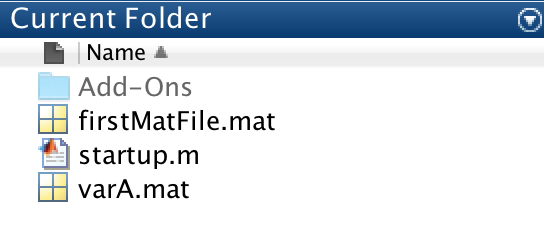 Current Folder
Name
Add-Ons
firstMatFile.mat
startup.m
varA.mat